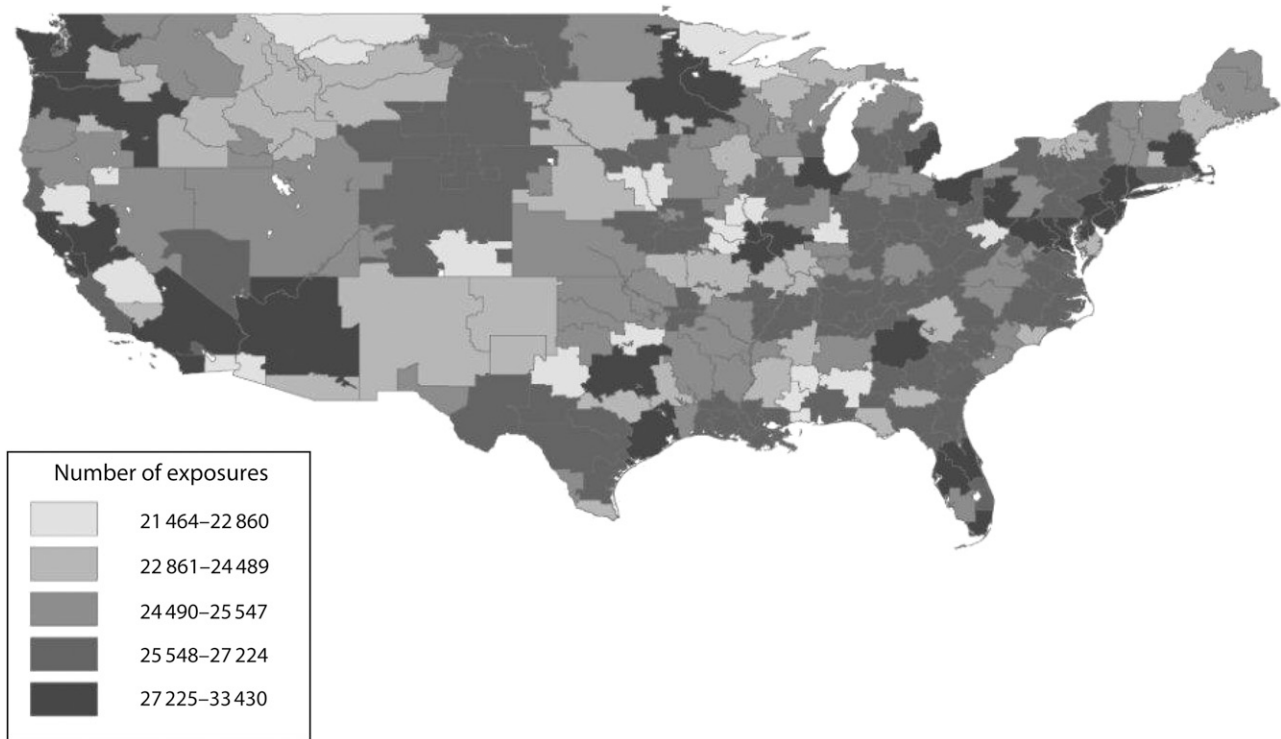 Number of exposures
21 464–22 860
22 861–24 489
24 490–25 547
25 548–27 224
27 225–33 430